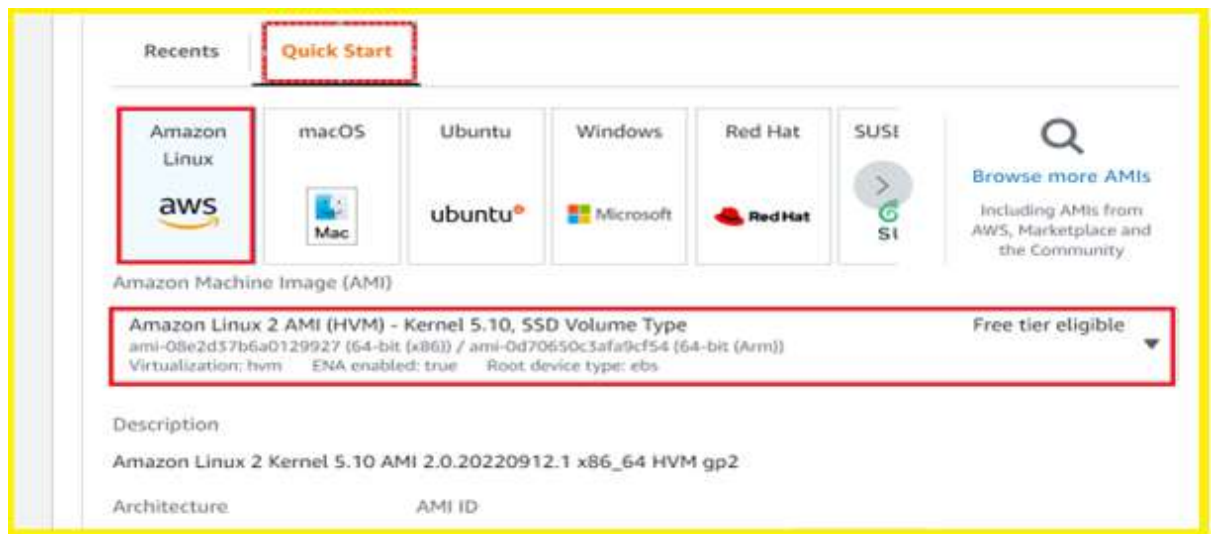 Recents
Quick Start
Amazon Linux
aws
macOS
Mac
Ubuntu
ubuntu
Windows
Microsoft
Red Hat
Red Hat
SUSE
Browse more AMIs
Including AMIs from
AWS, Marketplace and
the Community
Amazon Machine Image (AMI)
Amazon Linux 2 AMI (HVM) - Kernel 5.10, SSD Volume Type
Free tier eligible
ami-08e2d37b6a0129927 (64-bit (x86)) / ami-0d70650c3afa9cf54 (64-bit (Arm))
Virtualization: hvm ENA enabled: true Root device type: ebs
Description
Amazon Linux 2 Kernel 5.10 AMI 2.0.20220912.1 x86_64 HVM gp2
Architecture
AMI ID